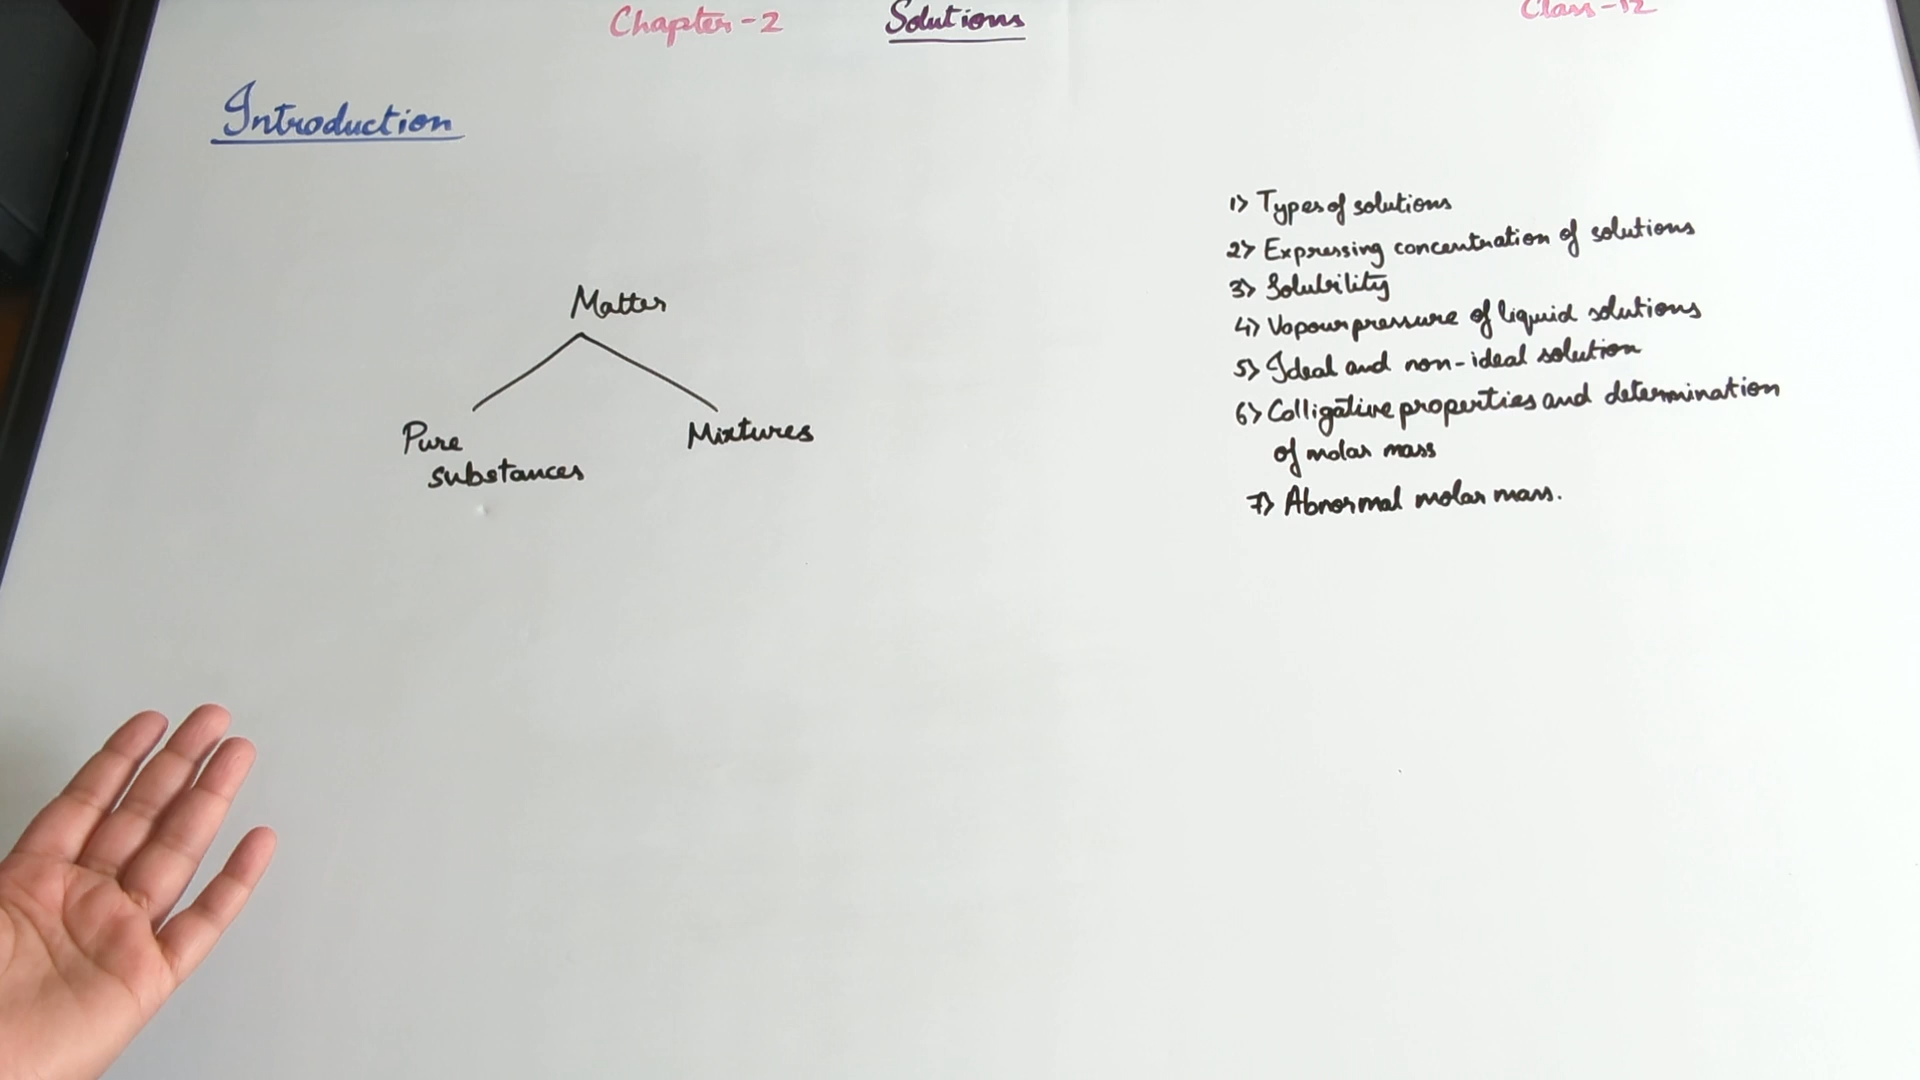 Chapter-2 Solutions Class-12
Introduction
Matter
Pure
substances
Mixtures
1> Types of solutions
2> Expressing concentration of solutions
3> Solubility
4> Vapour pressure of liquid solutions
5> Ideal and non-ideal solution
6> Colligative properties and determination
of molar mass
7> Abnormal molar mass.